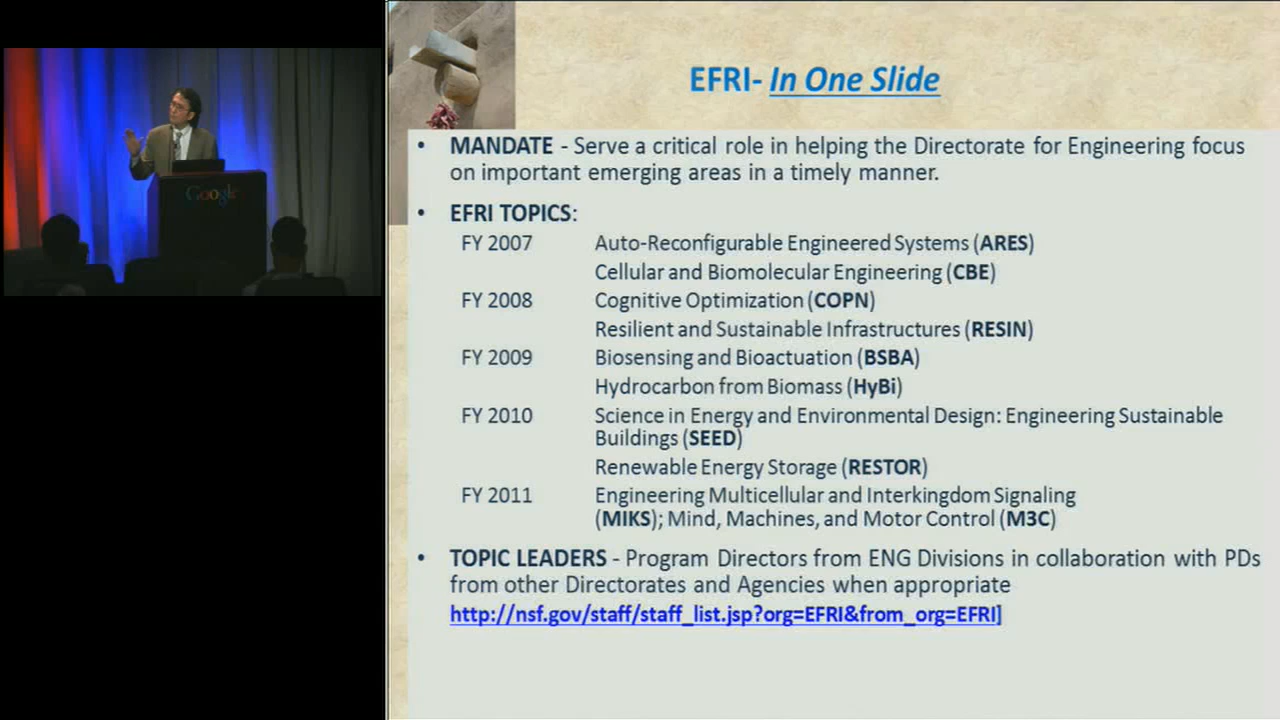 Google
EFRI- In One Slide
• MANDATE - Serve a critical role in helping the Directorate for Engineering focus
on important emerging areas in a timely manner.
• EFRI TOPICS:
FY 2007 Auto-Reconfigurable Engineered Systems (ARES)
Cellular and Biomolecular Engineering (CBE)
FY 2008 Cognitive Optimization (COPN)
Resilient and Sustainable Infrastructures (RESIN)
FY 2009 Biosensing and Bioactuation (BSBA)
Hydrocarbon from Biomass (HyBi)
FY 2010 Science in Energy and Environmental Design: Engineering Sustainable
Buildings (SEED)
Renewable Energy Storage (RESTOR)
FY 2011 Engineering Multicellular and Interkingdom Signaling
(MIKS); Mind, Machines, and Motor Control (M3C)
• TOPIC LEADERS - Program Directors from ENG Divisions in collaboration with PDs
from other Directorates and Agencies when appropriate
http://nsf.gov/staff/staff_list.jsp?org=EFRI&from_org=EFRI]